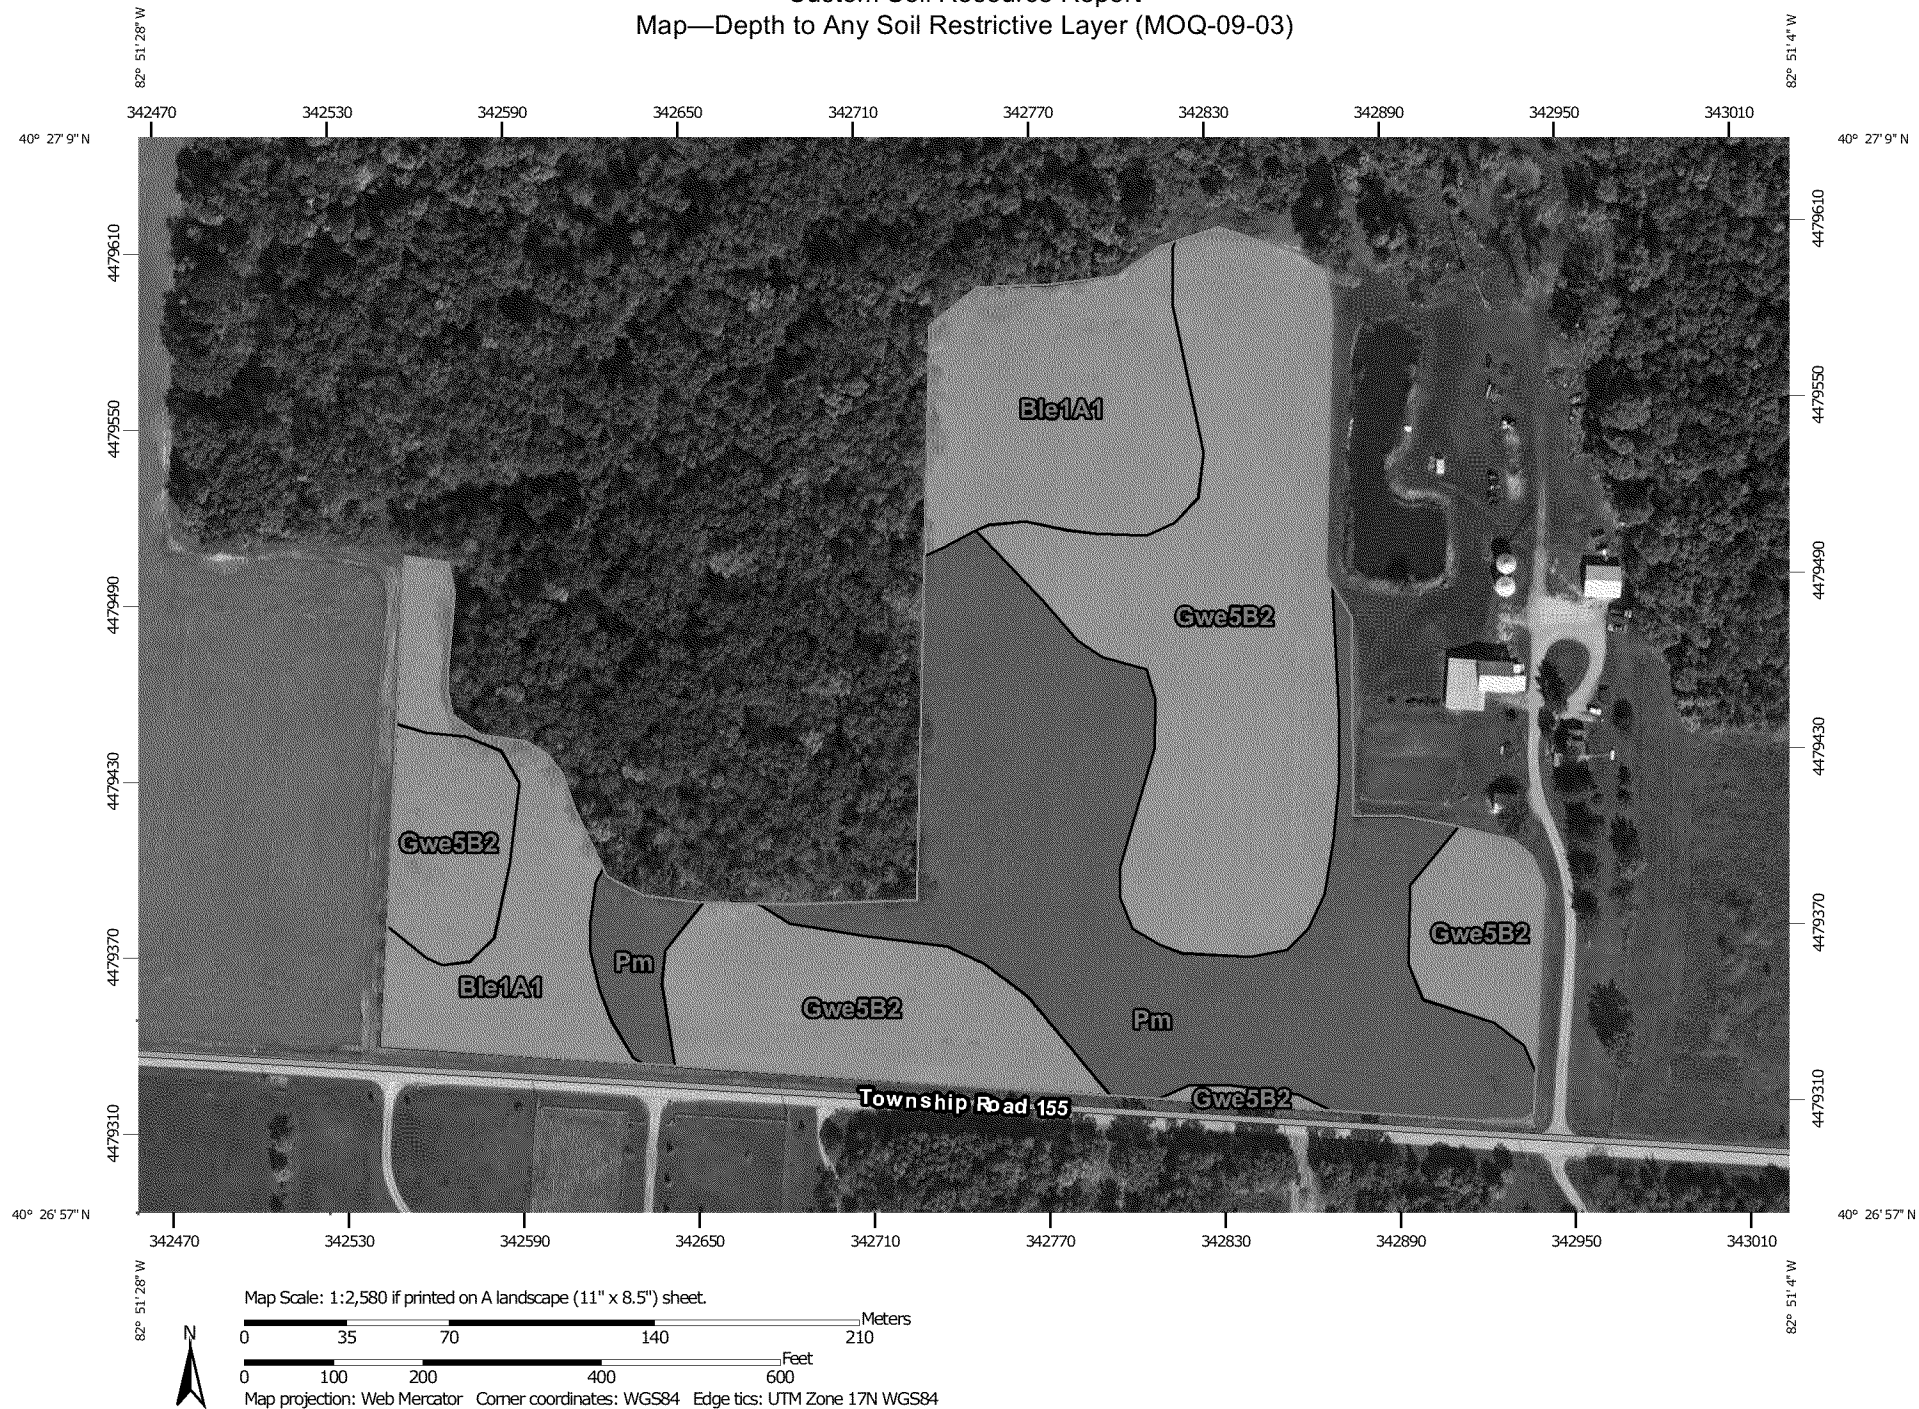 Custom Soil Resource Report
Map—Depth to Any Soil Restrictive Layer (MOQ-09-03)
82° 51' 28" W
82° 51' 4" W
342470 342530 342590 342650 342710 342770 342830 342890 342950 343010
40° 27' 9" N
40° 27' 9" N
4479610
4479610
4479550
4479550
Ble1A1
4479490
4479490
Gwe5B2
4479430
4479430
Gwe5B2
4479370
4479370
Gwe5B2
Pm
Ble1A1
Gwe5B2
Pm
4479310
4479310
Gwe5B2
Township Road 155
40° 26' 57" N
40° 26' 57" N
342470 342530 342590 342650 342710 342770 342830 342890 342950 343010
82° 51' 28" W
82° 51' 4" W
Map Scale: 1:2,580 if printed on A landscape (11" x 8.5") sheet.
Meters
0 35 70 140 210
Feet
0 100 200 400 600
N
Map projection: Web Mercator Corner coordinates: WGS84 Edge tics: UTM Zone 17N WGS84